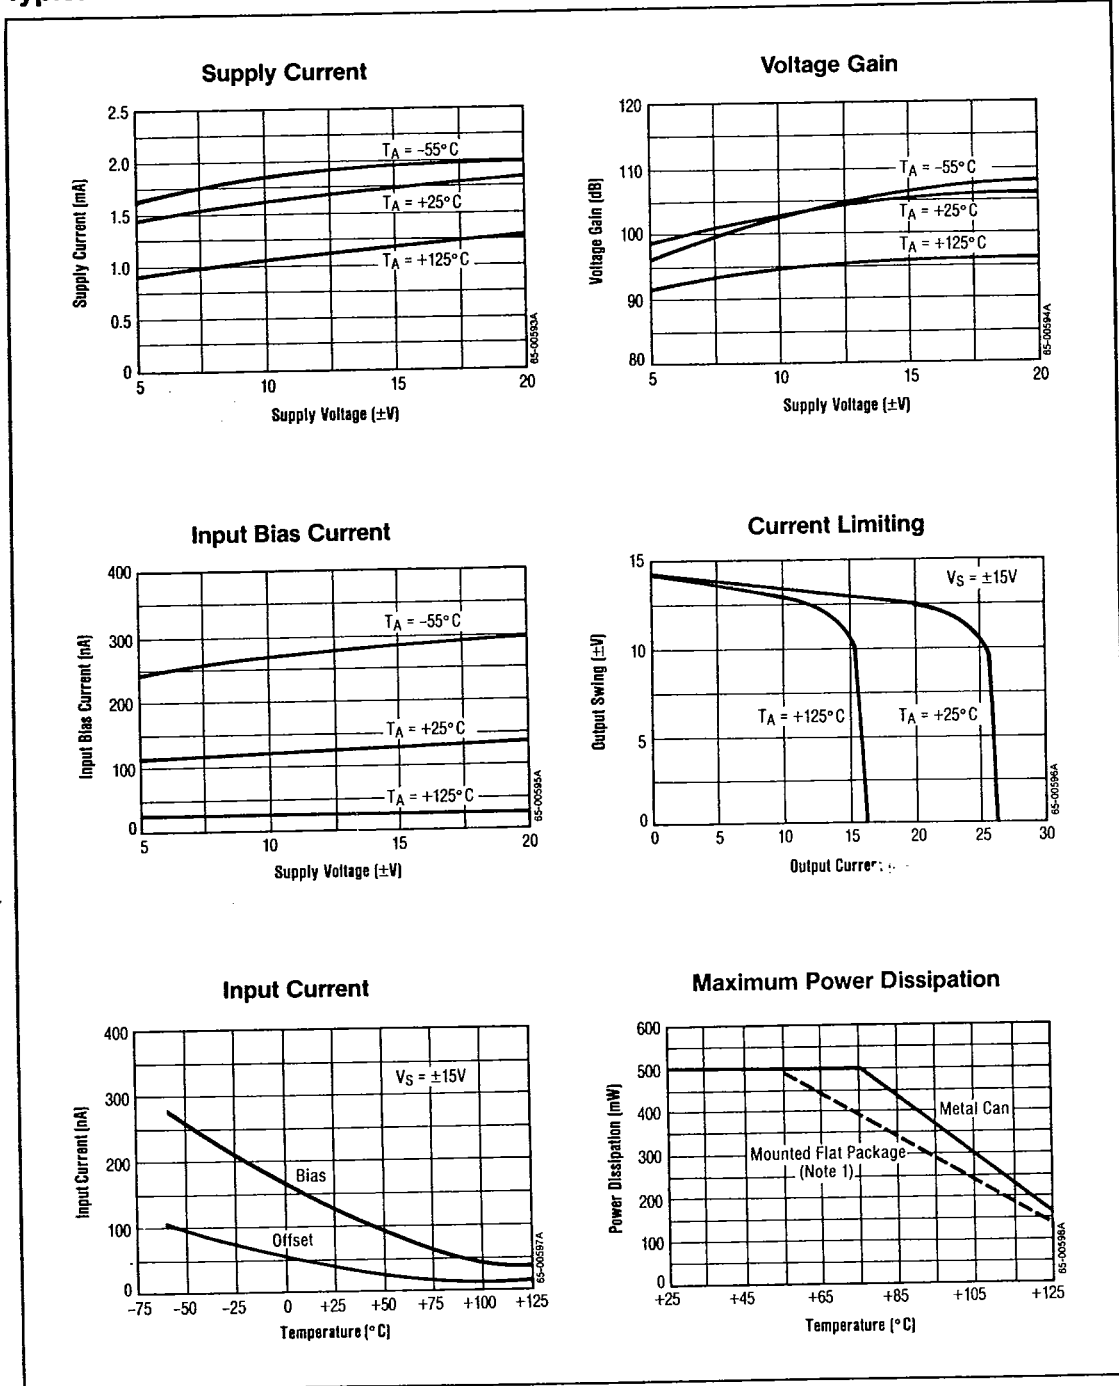 Supply Current
2.5
2.0
1.5
1.0
0.5
0
Supply Current (mA)
TA = -55°C
TA = +25°C
TA = +125°C
65-00593A
5 10 15 20
Supply Voltage (±V)
Voltage Gain
120
110
100
90
80
Voltage Gain (dB)
TA = -55°C
TA = +25°C
TA = +125°C
65-00594A
5 10 15 20
Supply Voltage (±V)
Input Bias Current
400
300
200
100
0
Input Bias Current (nA)
TA = -55°C
TA = +25°C
TA = +125°C
65-00595A
5 10 15 20
Supply Voltage (±V)
Current Limiting
15
10
5
0
Output Swing (±V)
VS = ±15V
TA = +125°C TA = +25°C
65-00596A
0 5 10 15 20 25 30
Output
Input Current
400
300
200
100
0
Input Current (nA)
VS = ±15V
Bias
Offset
65-00597A
-75 -50 -25 0 +25 +50 +75 +100 +125
Temperature (°C)
Maximum Power Dissipation
600
500
400
300
200
100
0
Power Dissipation (mW)
Metal Can
Mounted Flat Package
(Note 1)
65-00598A
+25 +45 +65 +85 +105 +125
Temperature (°C)